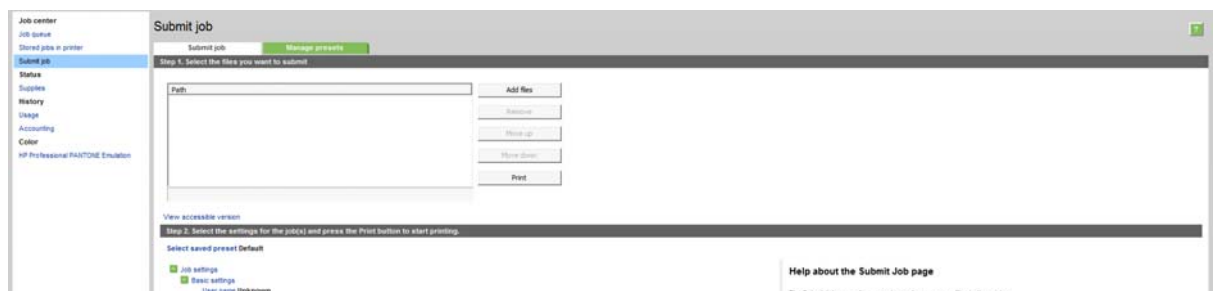 Job center
Job queue
Stored jobs in printer
Submit job
Status
Supplies
History
Usage
Accounting
Color
HP Professional PANTONE Emulation
Submit job
?
Submit job
Manage presets
Step 1. Select the files you want to submit
Path
Add files
Remove
Move up
Move down
Print
View accessible version
Step 2. Select the settings for the job(s) and press the Print button to start printing.
Select saved preset Default
Job settings
Basic settings
User name Unknown
Help about the Submit Job page